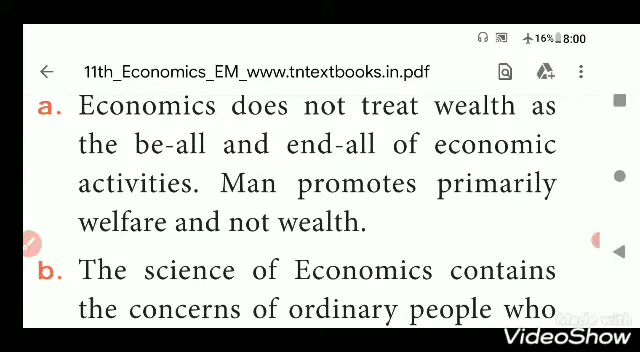 16% 8:00
11th_Economics_EM_www.tntextbooks.in.pdf
a. Economics does not treat wealth as
the be-all and end-all of economic
activities. Man promotes primarily
welfare and not wealth.
b. The science of Economics contains
the concerns of ordinary people who
Made with
VideoShow